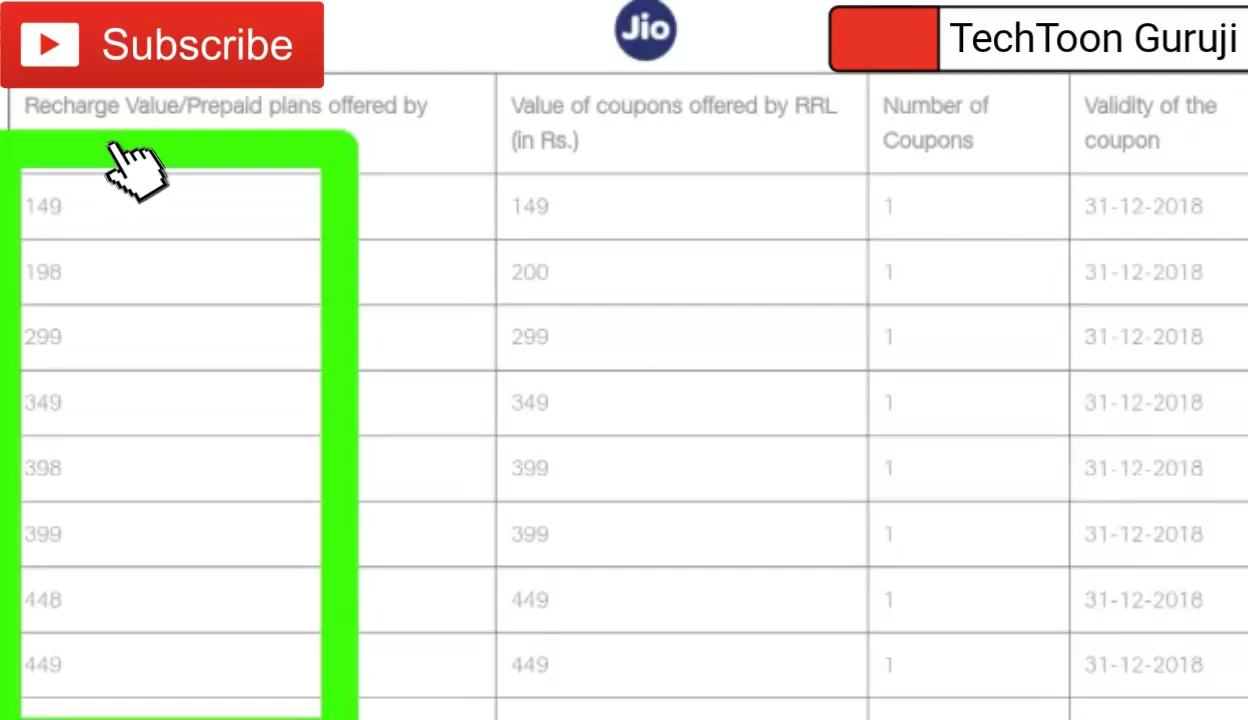 Subscribe
Jio
TechToon Guruji
Recharge Value/Prepaid plans offered by
Value of coupons offered by RRL
(in Rs.)
Number of
Coupons
Validity of the
coupon
149 149 1 31-12-2018
198 200 1 31-12-2018
299 299 1 31-12-2018
349 349 1 31-12-2018
398 399 1 31-12-2018
399 399 1 31-12-2018
448 449 1 31-12-2018
449 449 1 31-12-2018